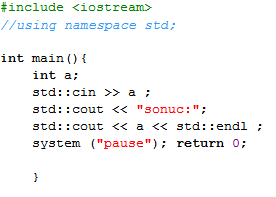 #include <iostream>
//using namespace std;
int main(){
int a;
std::cin >> a ;
std::cout << "sonuc:";
std::cout << a << std::endl ;
system ("pause"); return 0;
}